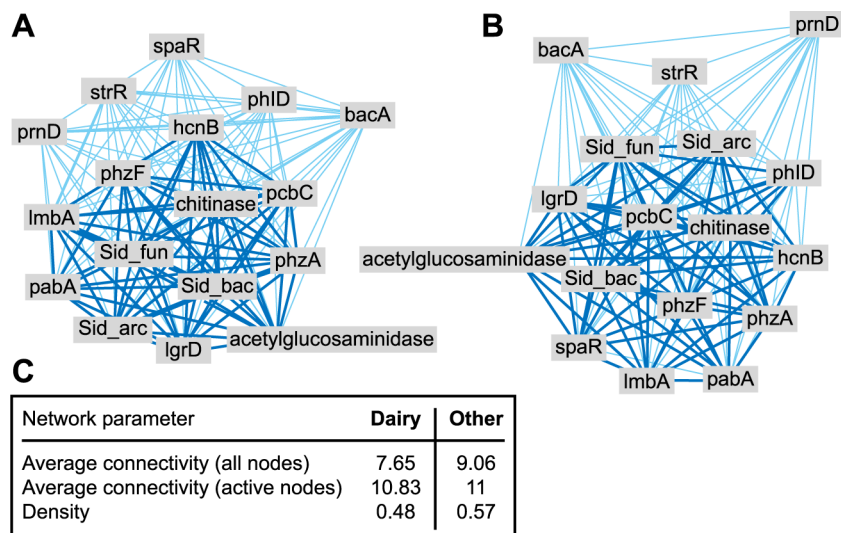 A
spaR
strR
phlD
bacA
prnD
hcnB
phzF
pcbC
chitinase
lmbA
Sid_fun
phzA
pabA
Sid_bac
Sid_arc
acetylglucosaminidase
lgrD
B
prnD
bacA
strR
Sid_fun
Sid_arc
phlD
lgrD
pcbC
chitinase
acetylglucosaminidase
hcnB
Sid_bac
phzF
phzA
spaR
lmbA
pabA
C
Network parameter Dairy Other
Average connectivity (all nodes) 7.65 9.06
Average connectivity (active nodes) 10.83 11
Density 0.48 0.57